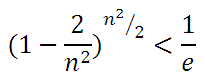 (1 − 2/n²)^{n²/2} < 1/e